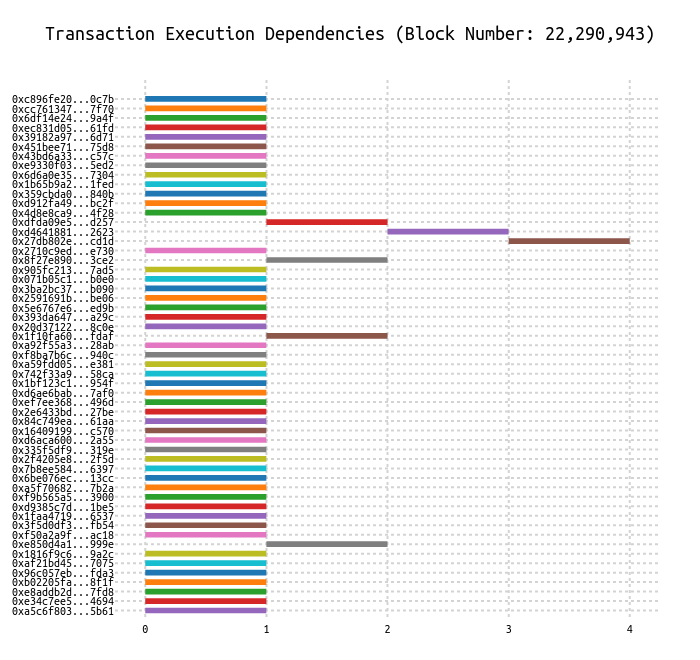 Transaction Execution Dependencies (Block Number: 22,290,943)
0xc896fe20...0c7b
0xcc761347...7f70
0x6df14e24...9a4f
0xec831d05...61fd
0x39182a97...6d71
0x451bee71...75d8
0x43bd6a33...c57c
0xe9330f03...5ed2
0x6d6a0e35...7304
0x1b65b9a2...1fed
0x359cbda0...840b
0xd912fa49...bc2f
0x4d8e8ca9...4f28
0xdfda09e5...d257
0xd4641881...2623
0x27db802e...cd1d
0x2710c9ed...e730
0x8f27e890...3ce2
0x905fc213...7ad5
0x071b05c1...b0e0
0x3ba2bc37...b090
0x2591691b...be06
0x5e6767e6...ed9b
0x393da647...a29c
0x20d37122...8c0e
0x1f10fa60...fdaf
0xa92f55a3...28ab
0xf8ba7b6c...940c
0xa59fdd05...e381
0x742f33a9...58ca
0x1bf123c1...954f
0xd6ae6bab...7af0
0xef7ee368...496d
0x2e6433bd...27be
0x84c749ea...61aa
0x16409199...c570
0xd6aca600...2a55
0x335f5df9...319e
0x2f4205e8...2f5d
0x7b8ee584...6397
0x6be076ec...13cc
0xa5f70682...7b2a
0xf9b565a5...3900
0xd9385c7d...1be5
0x1faa4719...6537
0x3f5d0df3...fb54
0xf50a2a9f...ac18
0xe850d4a1...999e
0x1816f9c6...9a2c
0xaf21bd45...7075
0x96c057eb...fda3
0xb02205fa...8f1f
0xe8addb2d...7fd8
0xe34c7ee5...4694
0xa5c6f803...5b61
0 1 2 3 4